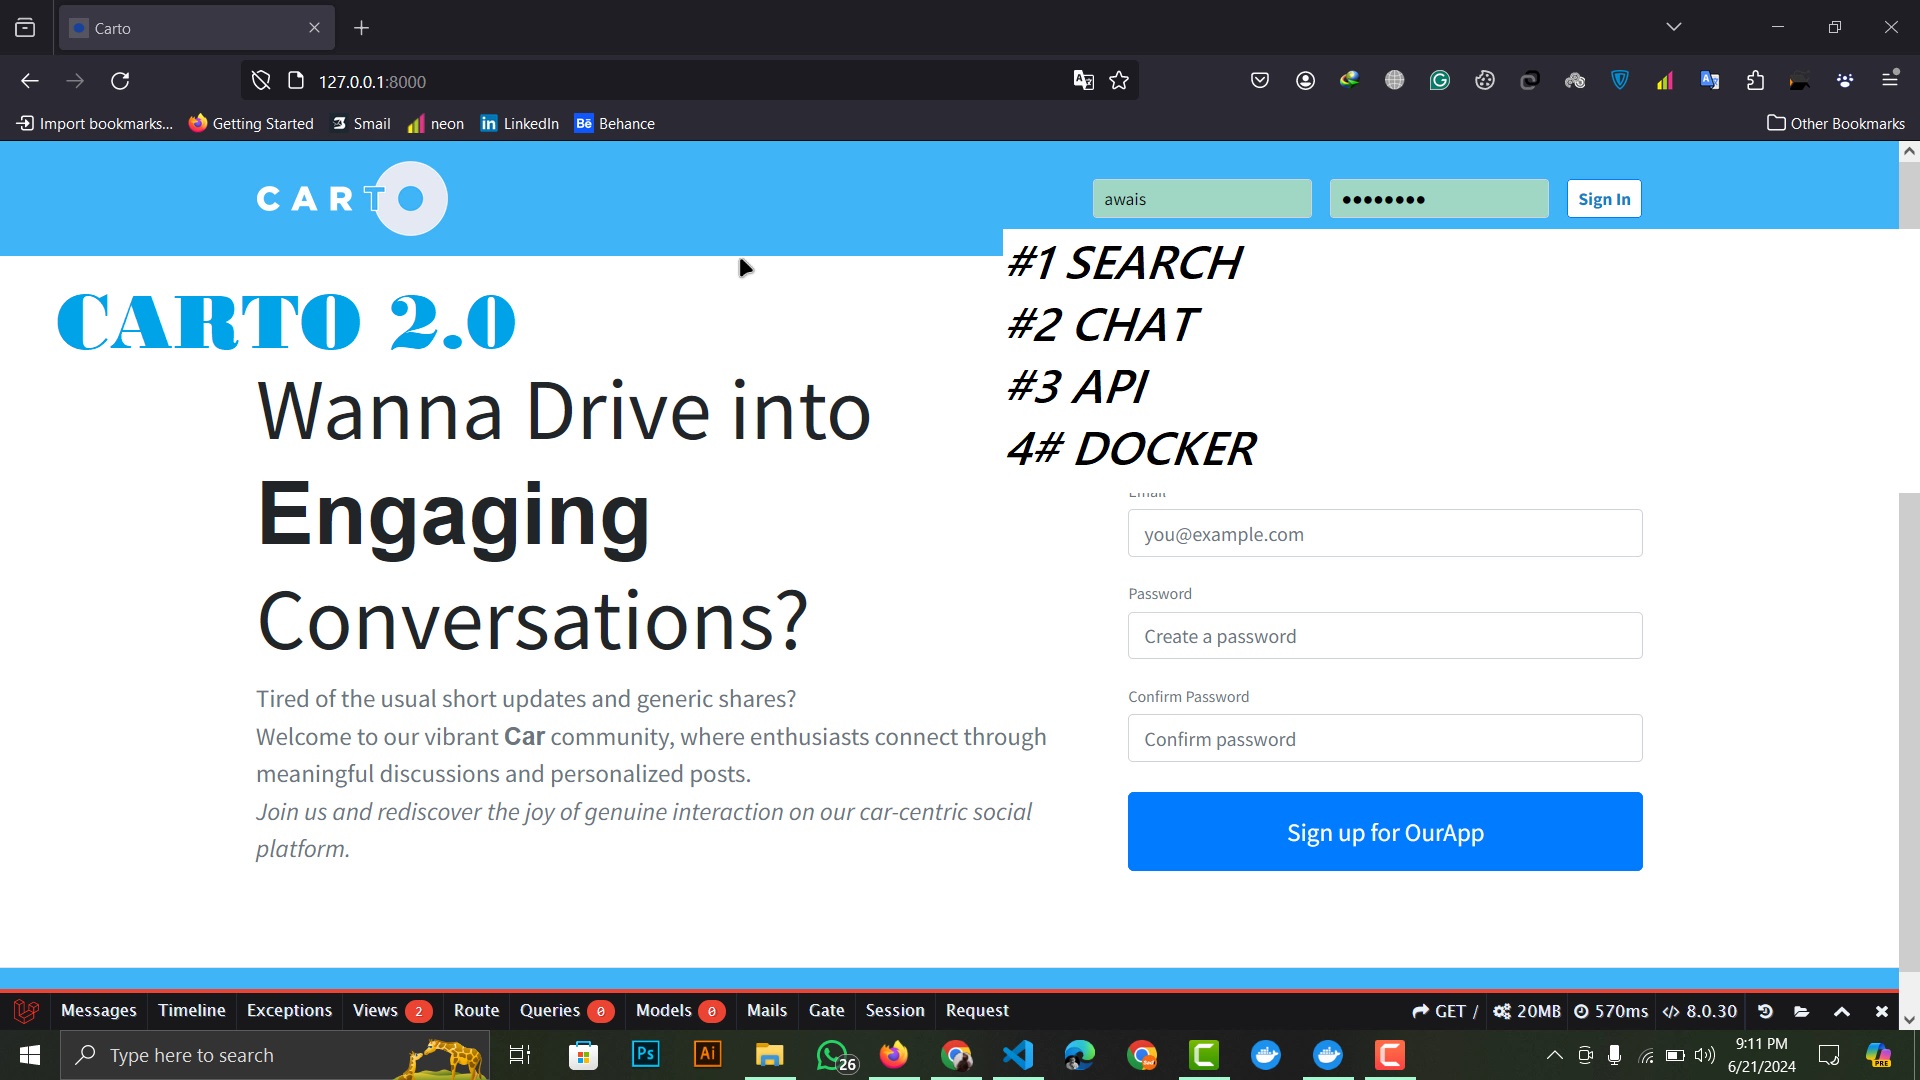 Carto
127.0.0.1:8000
Import bookmarks...
Getting Started
Smail
neon
LinkedIn
Behance
Other Bookmarks
CARTO
awais
●●●●●●●●
Sign In
#1 SEARCH
#2 CHAT
#3 API
4# DOCKER
CARTO 2.0
Wanna Drive into
Engaging
Conversations?
Tired of the usual short updates and generic shares?
Welcome to our vibrant Car community, where enthusiasts connect through
meaningful discussions and personalized posts.
Join us and rediscover the joy of genuine interaction on our car-centric social
platform.
Email
you@example.com
Password
Create a password
Confirm Password
Confirm password
Sign up for OurApp
Messages
Timeline
Exceptions
Views 2
Route
Queries 0
Models 0
Mails
Gate
Session
Request
GET /
20MB
570ms
8.0.30
Type here to search
Ps
Ai
26
9:11 PM
6/21/2024
PRE